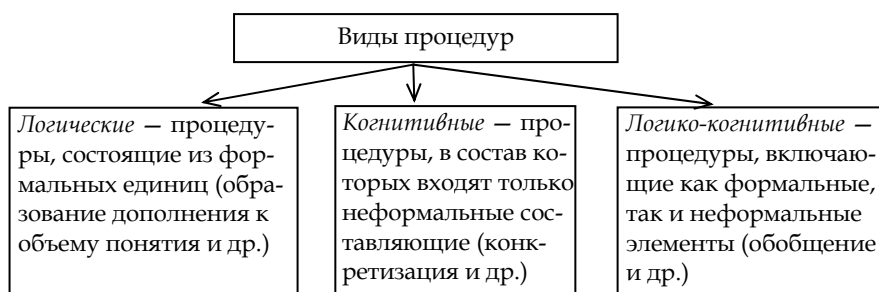 Виды процедур
Логические — процеду-
ры, состоящие из фор-
мальных единиц (обра-
зование дополнения к
объему понятия и др.)
Когнитивные — про-
цедуры, в состав ко-
торых входят только
неформальные сос-
тавляющие (конк-
ретизация и др.)
Логико-когнитивные —
процедуры, включаю-
щие как формальные,
так и неформальные
элементы (обобщение
и др.)